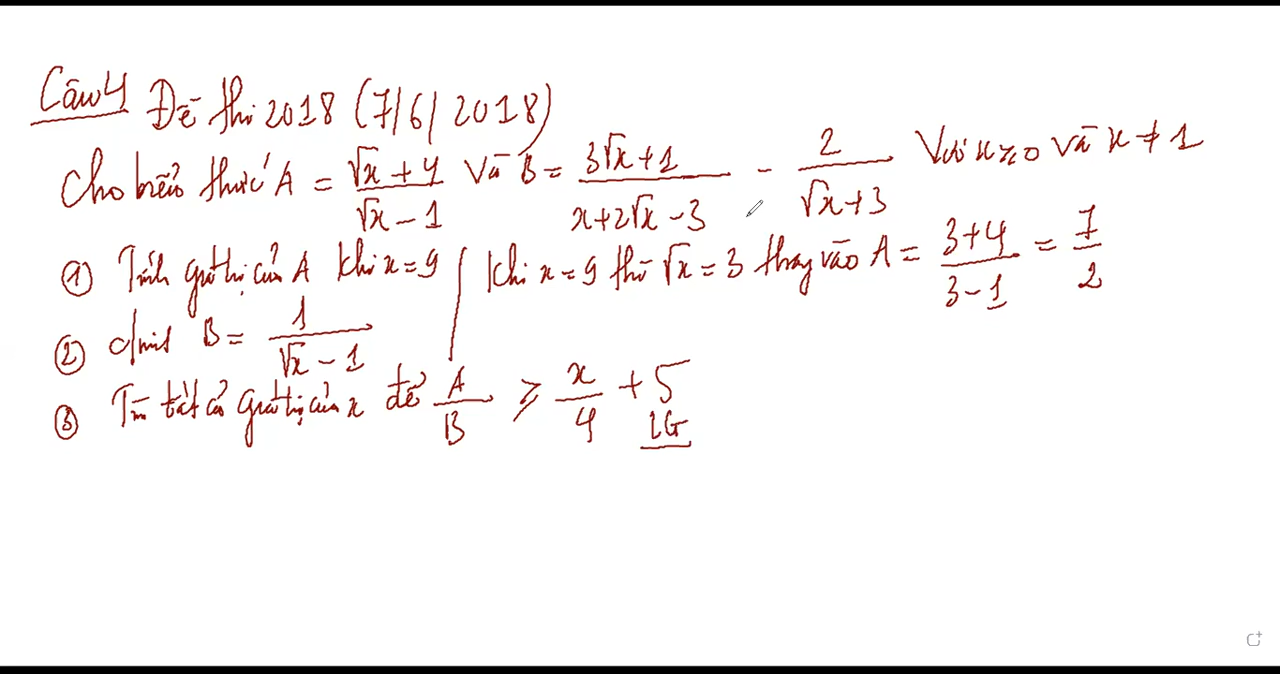 Câu 4 Đề thi 2018 (7/6/2018)
Cho biểu thức A = (√x + 4)/(√x − 1) và B = (3√x + 1)/(x + 2√x − 3) − 2/(√x + 3) Với x ≥ 0 và x ≠ 1
① Tính giá trị của A khi x = 9 | Khi x = 9 thì √x = 3 thay vào A = (3 + 4)/(3 − 1) = 7/2
② c/mit B = 1/(√x − 1)
③ Tìm tất cả giá trị của x để A/B ≥ x/4 + 5
LG